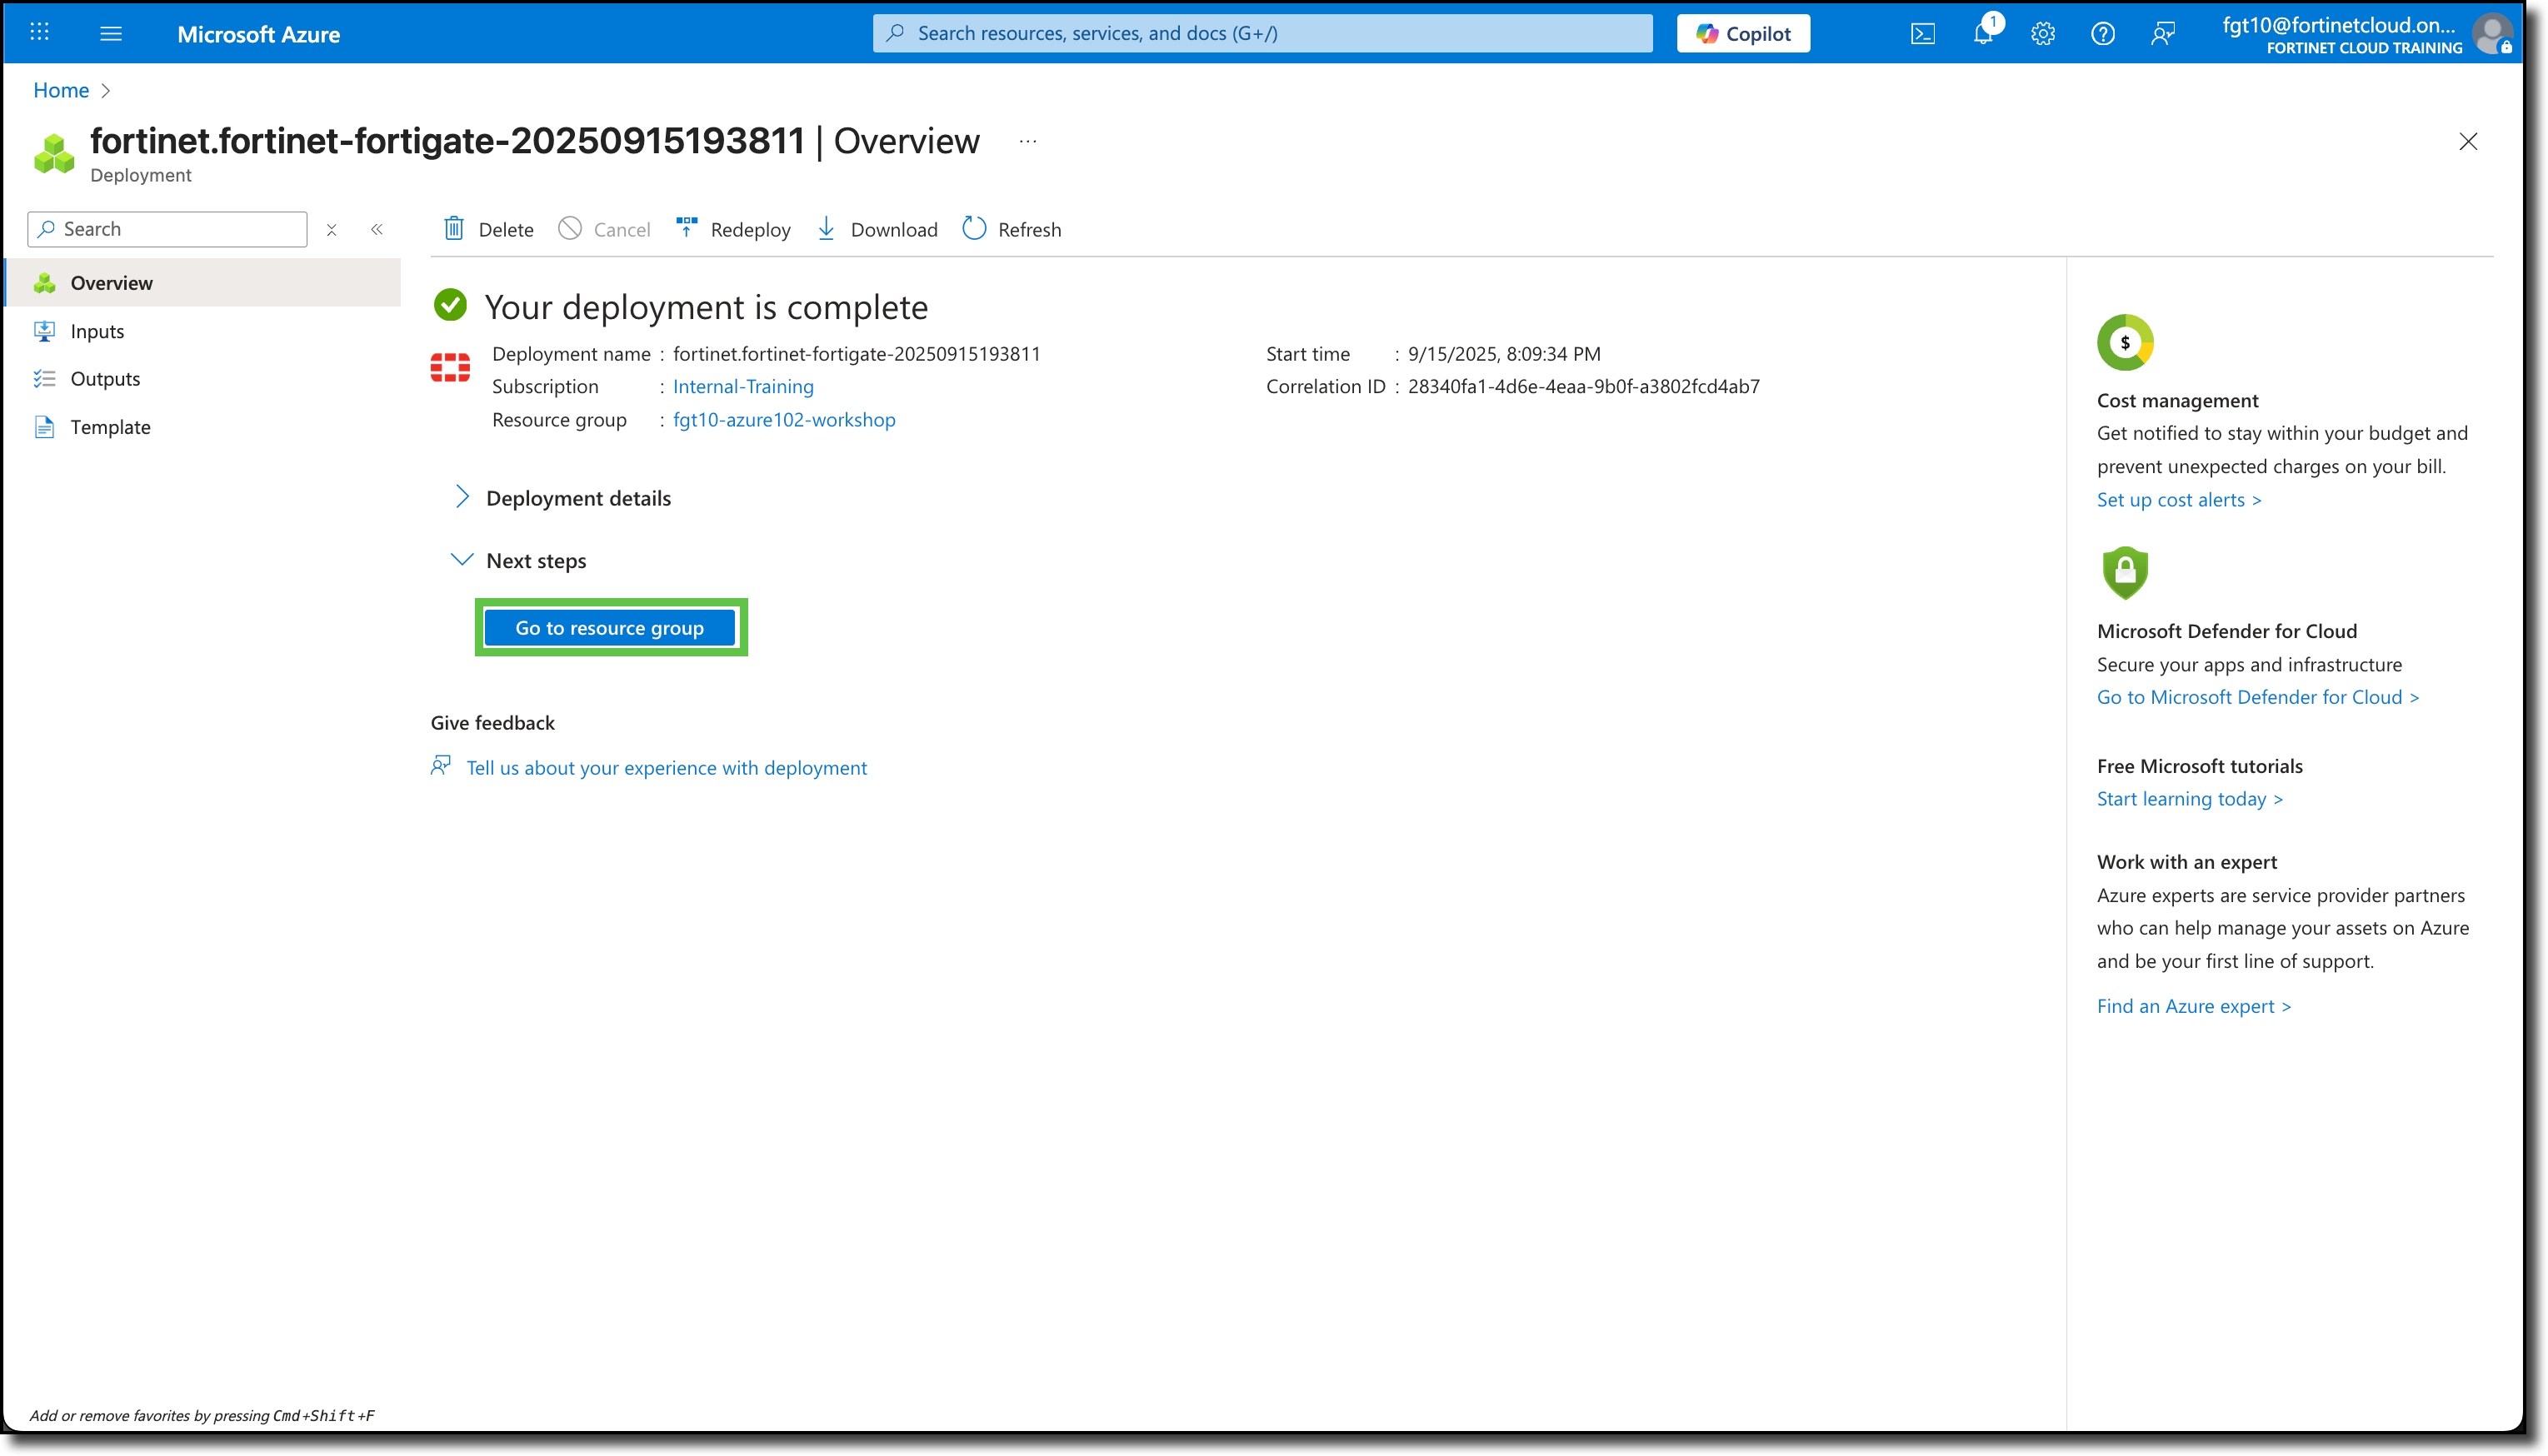 Microsoft Azure
Search resources, services, and docs (G+/)
Copilot
1
fgt10@fortinetcloud.on...
FORTINET CLOUD TRAINING
Home
fortinet.fortinet-fortigate-20250915193811 | Overview
...
Deployment
Search
Delete
Cancel
Redeploy
Download
Refresh
Overview
Inputs
Outputs
Template
Your deployment is complete
Deployment name : fortinet.fortinet-fortigate-20250915193811
Subscription : Internal-Training
Resource group : fgt10-azure102-workshop
Start time : 9/15/2025, 8:09:34 PM
Correlation ID : 28340fa1-4d6e-4eaa-9b0f-a3802fcd4ab7
Deployment details
Next steps
Go to resource group
Give feedback
Tell us about your experience with deployment
$
Cost management
Get notified to stay within your budget and
prevent unexpected charges on your bill.
Set up cost alerts >
Microsoft Defender for Cloud
Secure your apps and infrastructure
Go to Microsoft Defender for Cloud >
Free Microsoft tutorials
Start learning today >
Work with an expert
Azure experts are service provider partners
who can help manage your assets on Azure
and be your first line of support.
Find an Azure expert >
Add or remove favorites by pressing Cmd+Shift+F